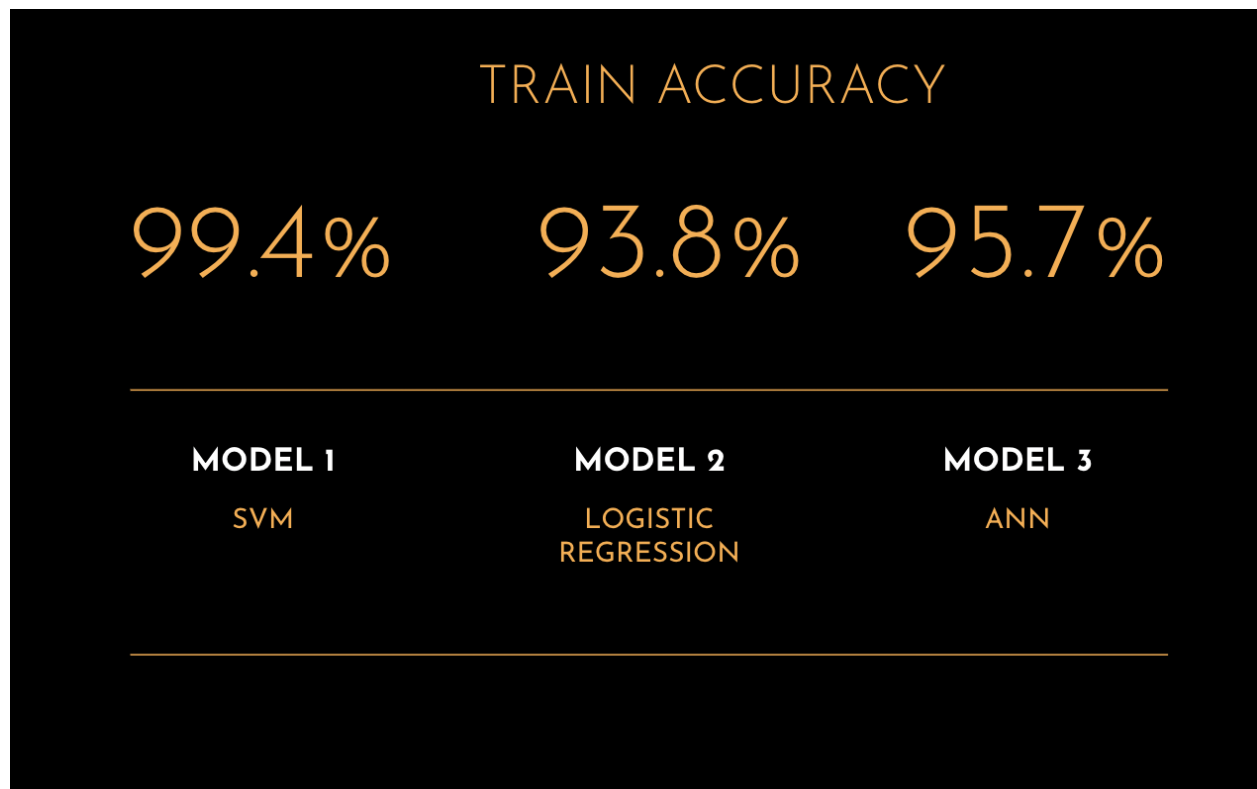 TRAIN ACCURACY
99.4% 93.8% 95.7%
MODEL 1 MODEL 2 MODEL 3
SVM LOGISTIC ANN
REGRESSION